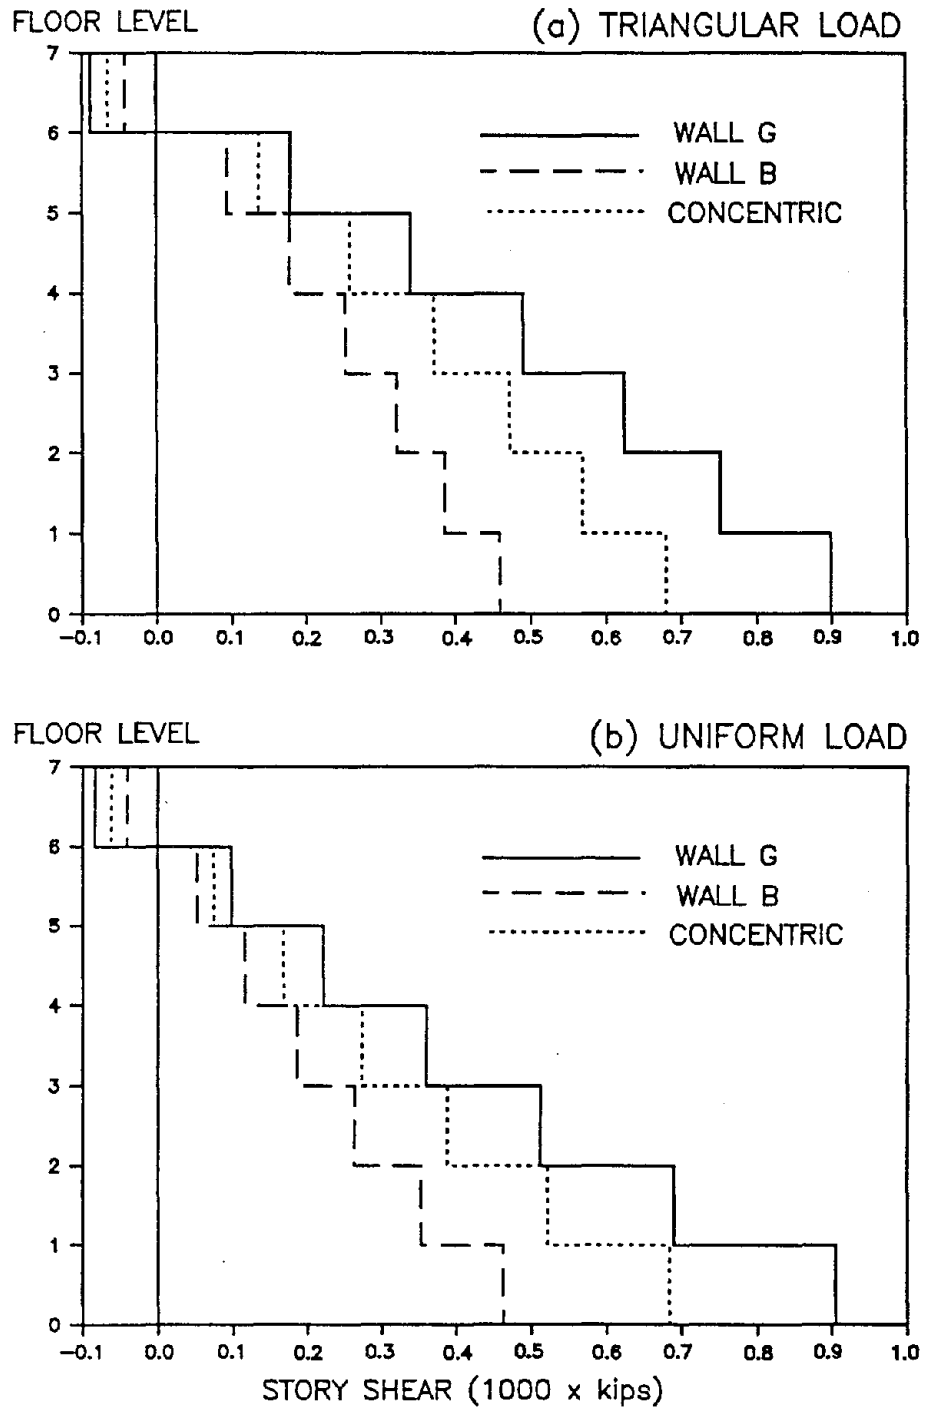 FLOOR LEVEL
(a) TRIANGULAR LOAD
7
6
5
4
3
2
1
0
WALL G
WALL B
CONCENTRIC
-0.1 0.0 0.1 0.2 0.3 0.4 0.5 0.6 0.7 0.8 0.9 1.0
FLOOR LEVEL
(b) UNIFORM LOAD
7
6
5
4
3
2
1
0
WALL G
WALL B
CONCENTRIC
-0.1 0.0 0.1 0.2 0.3 0.4 0.5 0.6 0.7 0.8 0.9 1.0
STORY SHEAR (1000 x kips)